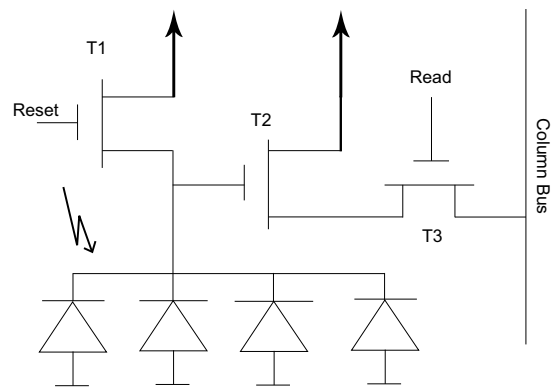 T1
Reset
T2
Read
T3
Column Bus